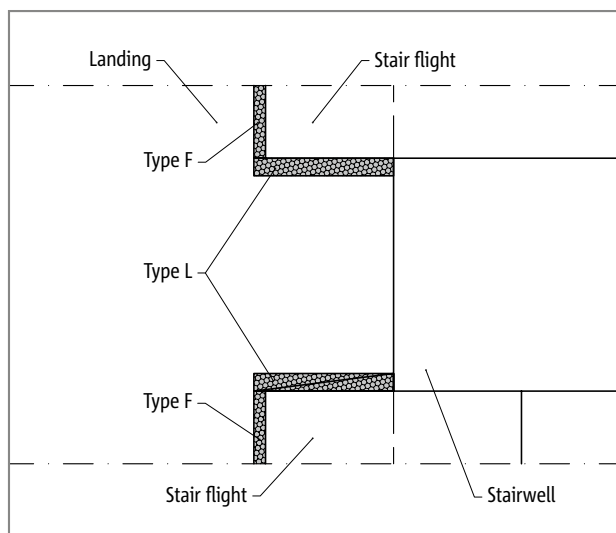 Landing
Stair flight
Type F
Type L
Type F
Stair flight
Stairwell